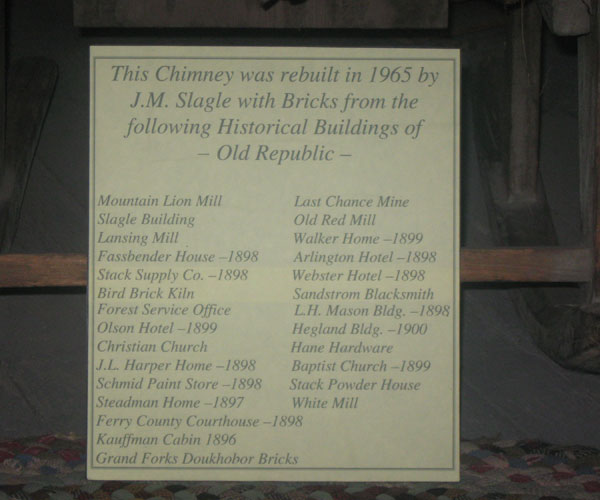 This Chimney was rebuilt in 1965 by
J.M. Slagle with Bricks from the
following Historical Buildings of
– Old Republic –
Mountain Lion Mill
Slagle Building
Lansing Mill
Fassbender House –1898
Stack Supply Co. –1898
Bird Brick Kiln
Forest Service Office
Olson Hotel –1899
Christian Church
J.L. Harper Home –1898
Schmid Paint Store –1898
Steadman Home –1897
Ferry County Courthouse –1898
Kauffman Cabin 1896
Grand Forks Doukhobor Bricks
Last Chance Mine
Old Red Mill
Walker Home –1899
Arlington Hotel –1898
Webster Hotel –1898
Sandstrom Blacksmith
L.H. Mason Bldg. –1898
Hegland Bldg. –1900
Hane Hardware
Baptist Church –1899
Stack Powder House
White Mill